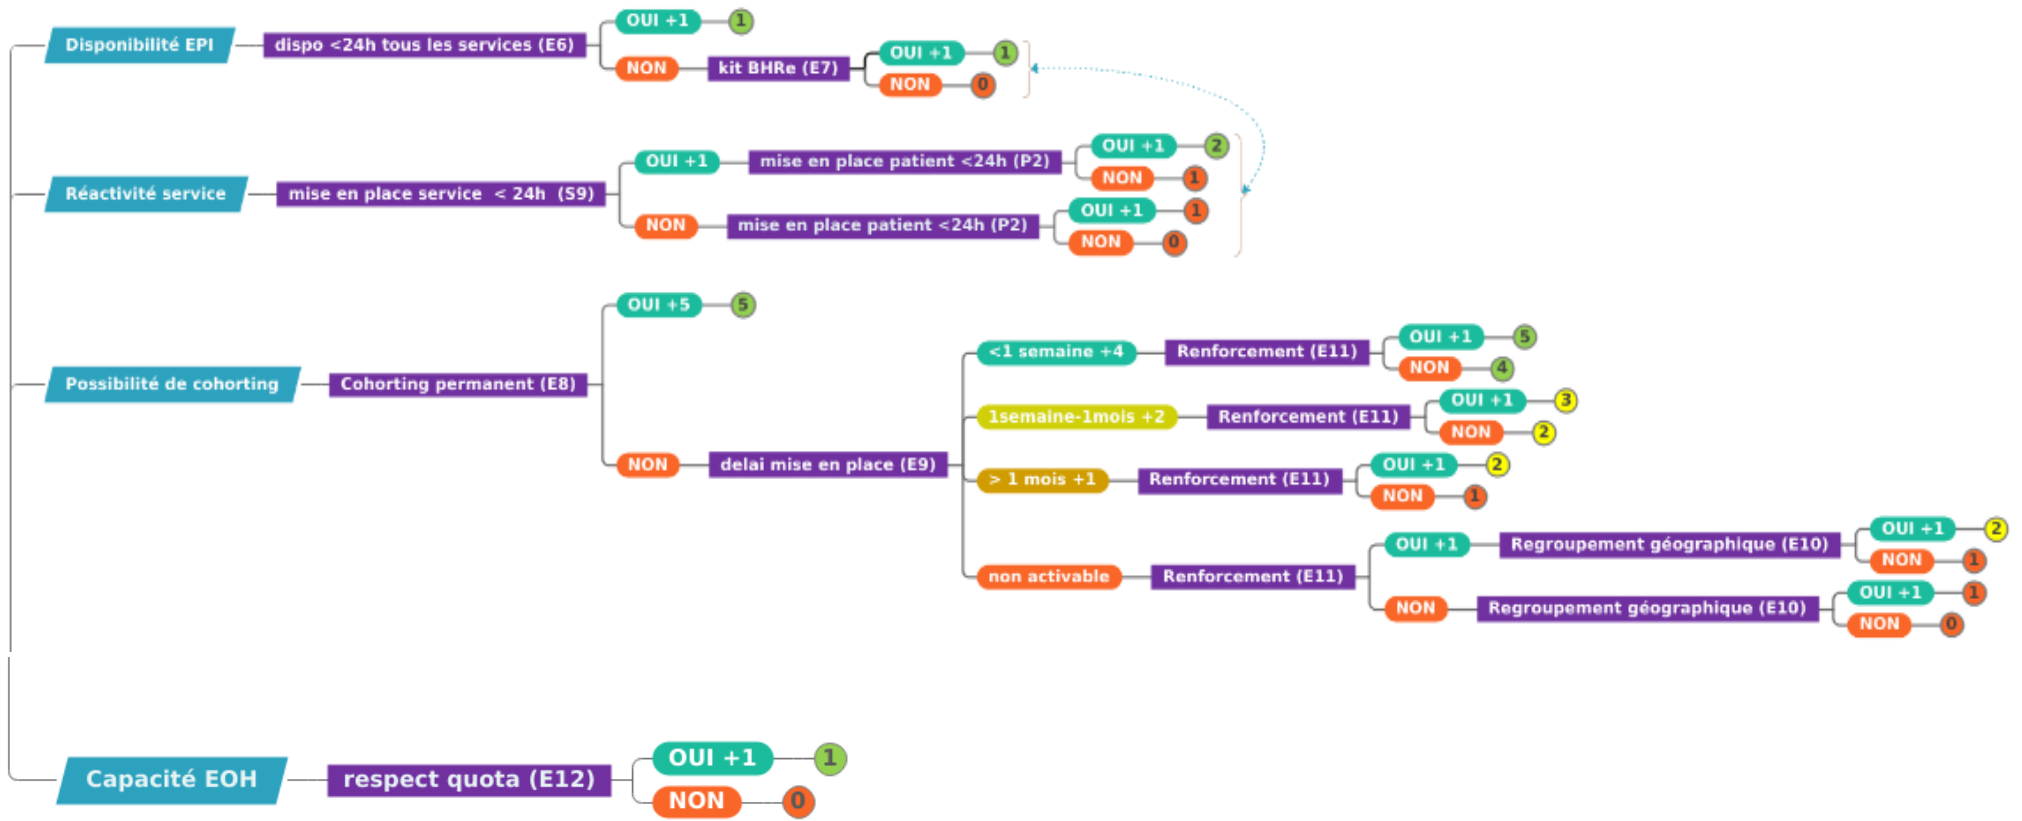 Disponibilité EPI
dispo <24h tous les services (E6)
OUI +1
1
NON
kit BHRe (E7)
OUI +1
1
NON
0
Réactivité service
mise en place service < 24h (S9)
OUI +1
mise en place patient <24h (P2)
OUI +1
2
NON
1
NON
mise en place patient <24h (P2)
OUI +1
1
NON
0
Possibilité de cohorting
Cohorting permanent (E8)
OUI +5
5
NON
delai mise en place (E9)
<1 semaine +4
Renforcement (E11)
OUI +1
5
NON
4
1semaine-1mois +2
Renforcement (E11)
OUI +1
3
NON
2
> 1 mois +1
Renforcement (E11)
OUI +1
2
NON
1
non activable
Renforcement (E11)
OUI +1
Regroupement géographique (E10)
OUI +1
2
NON
1
NON
Regroupement géographique (E10)
OUI +1
1
NON
0
Capacité EOH
respect quota (E12)
OUI +1
1
NON
0